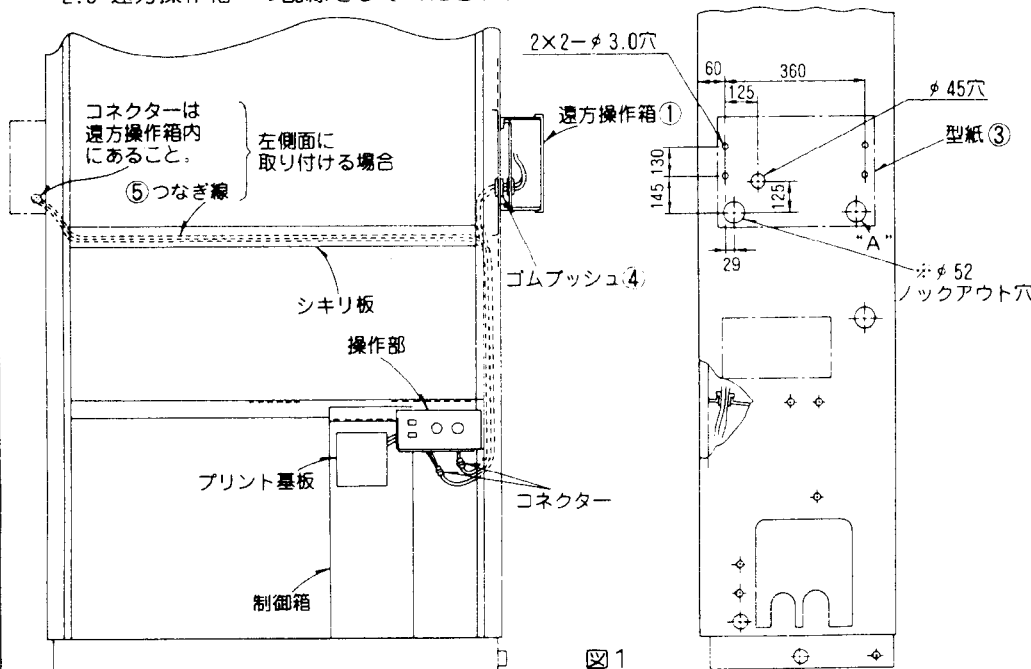 コネクターは
遠方操作箱内
にあること。
左側面に
取り付ける場合
⑤つなぎ線
遠方操作箱①
ゴムブッシュ④
シキリ板
操作部
プリント基板
コネクター
制御箱
2×2−φ3.0穴
60
360
125
φ45穴
型紙③
130
145
125
"A"
29
※φ52
ノックアウト穴
図1